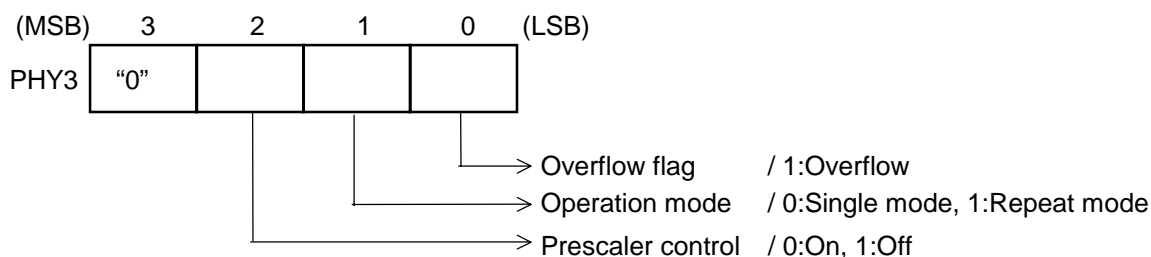 (MSB) 3 2 1 0 (LSB)
PHY3 “0”
Overflow flag / 1:Overflow
Operation mode / 0:Single mode, 1:Repeat mode
Prescaler control / 0:On, 1:Off